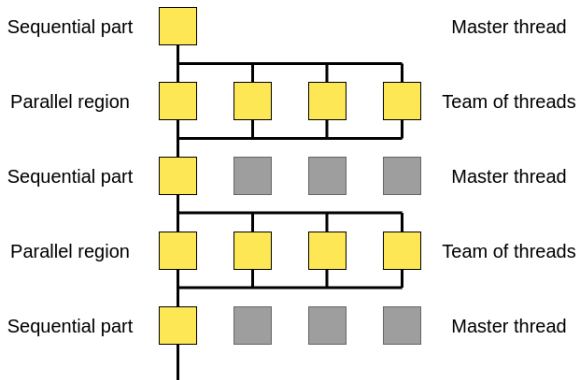 Sequential part
Master thread
Parallel region
Team of threads
Sequential part
Master thread
Parallel region
Team of threads
Sequential part
Master thread